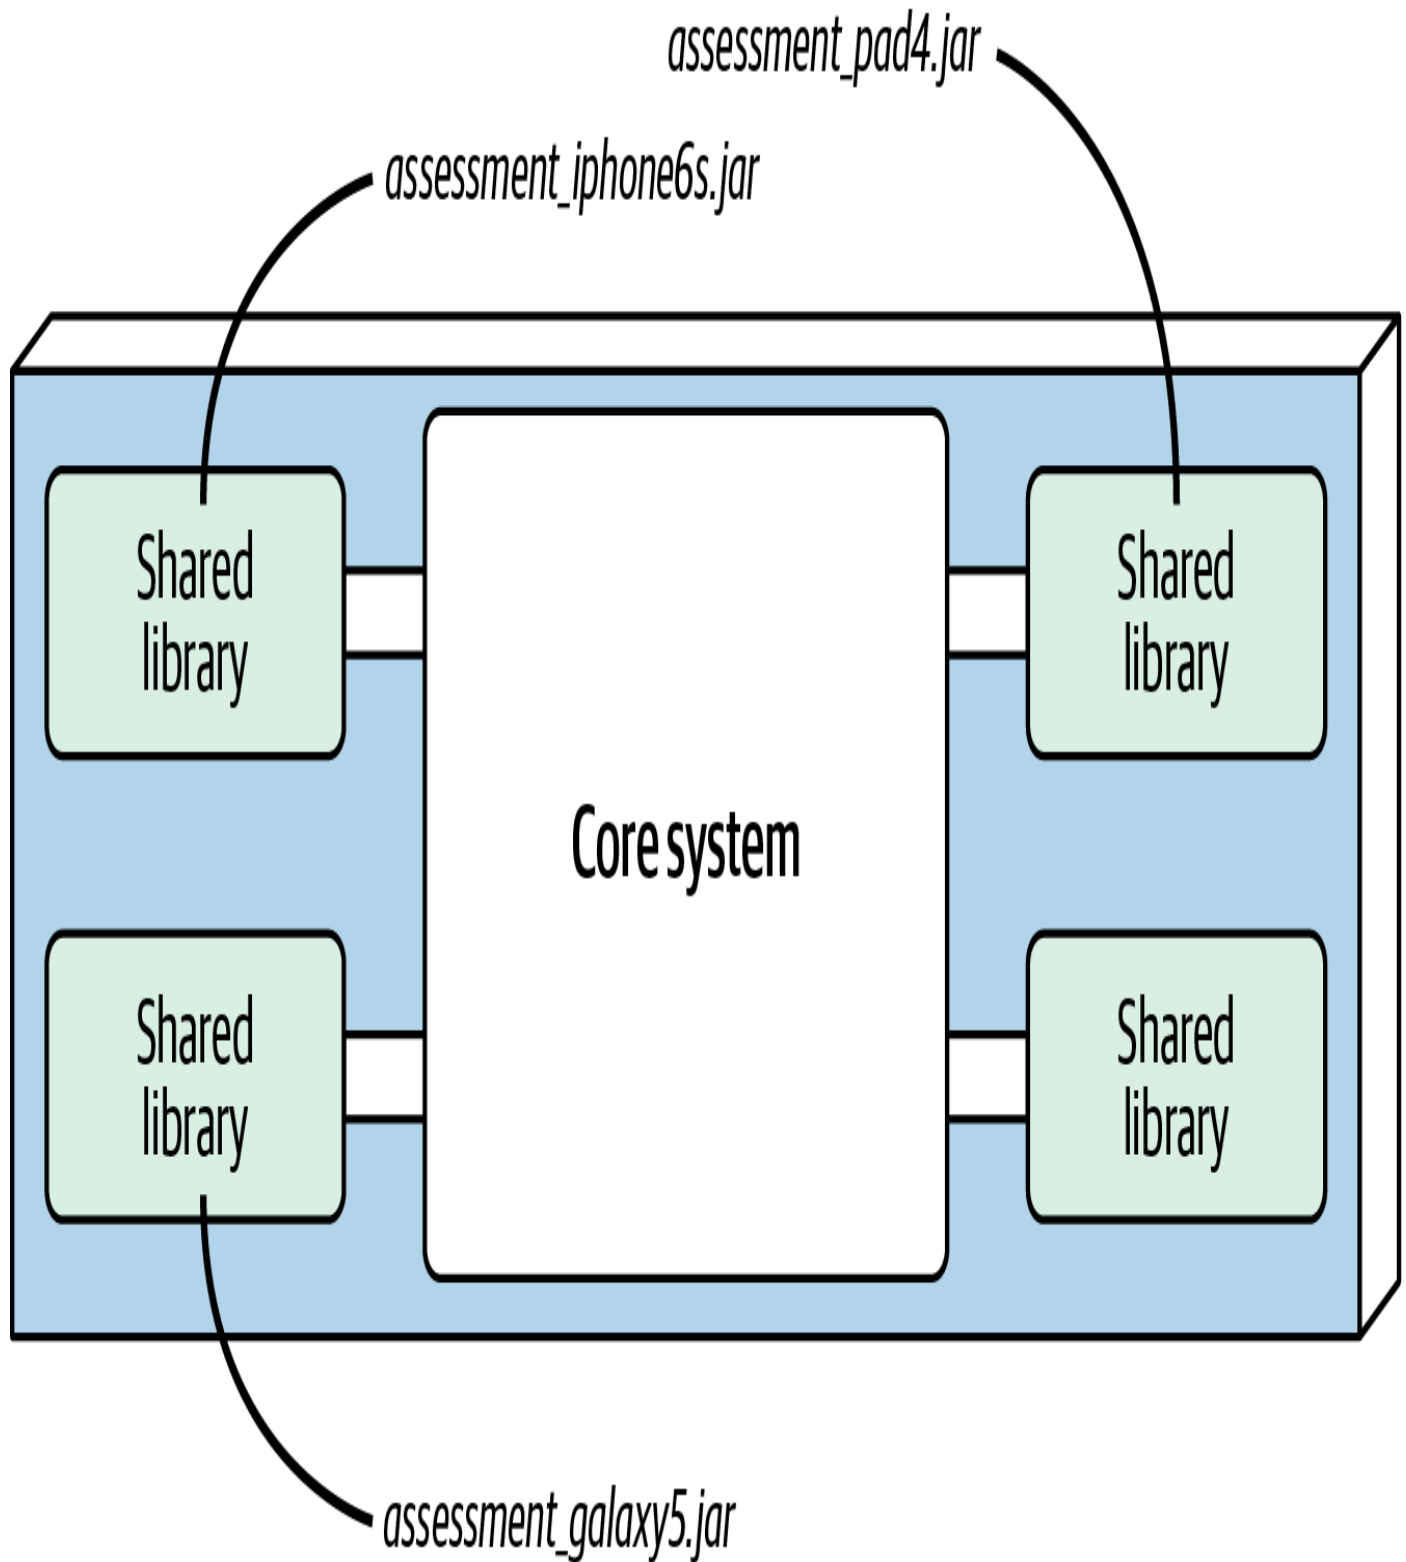 assessment_pad4.jar
assessment_iphone6s.jar
Shared
library
Shared
library
Core system
Shared
library
Shared
library
assessment_galaxy5.jar